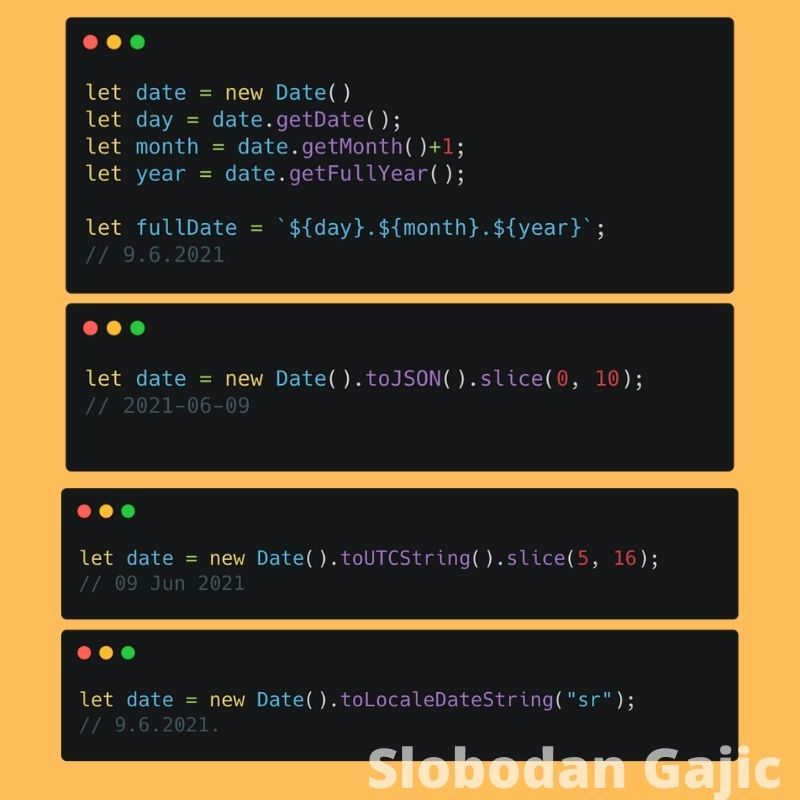 let date = new Date()
let day = date.getDate();
let month = date.getMonth()+1;
let year = date.getFullYear();
let fullDate = `${day}.${month}.${year}`;
// 9.6.2021
let date = new Date().toJSON().slice(0, 10);
// 2021-06-09
let date = new Date().toUTCString().slice(5, 16);
// 09 Jun 2021
let date = new Date().toLocaleDateString("sr");
// 9.6.2021.
Slobodan Gajic